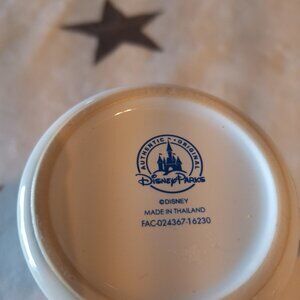 AUTHENTIC • ORIGINAL
Disney Parks
©DISNEY
MADE IN THAILAND
FAC-024367-16230